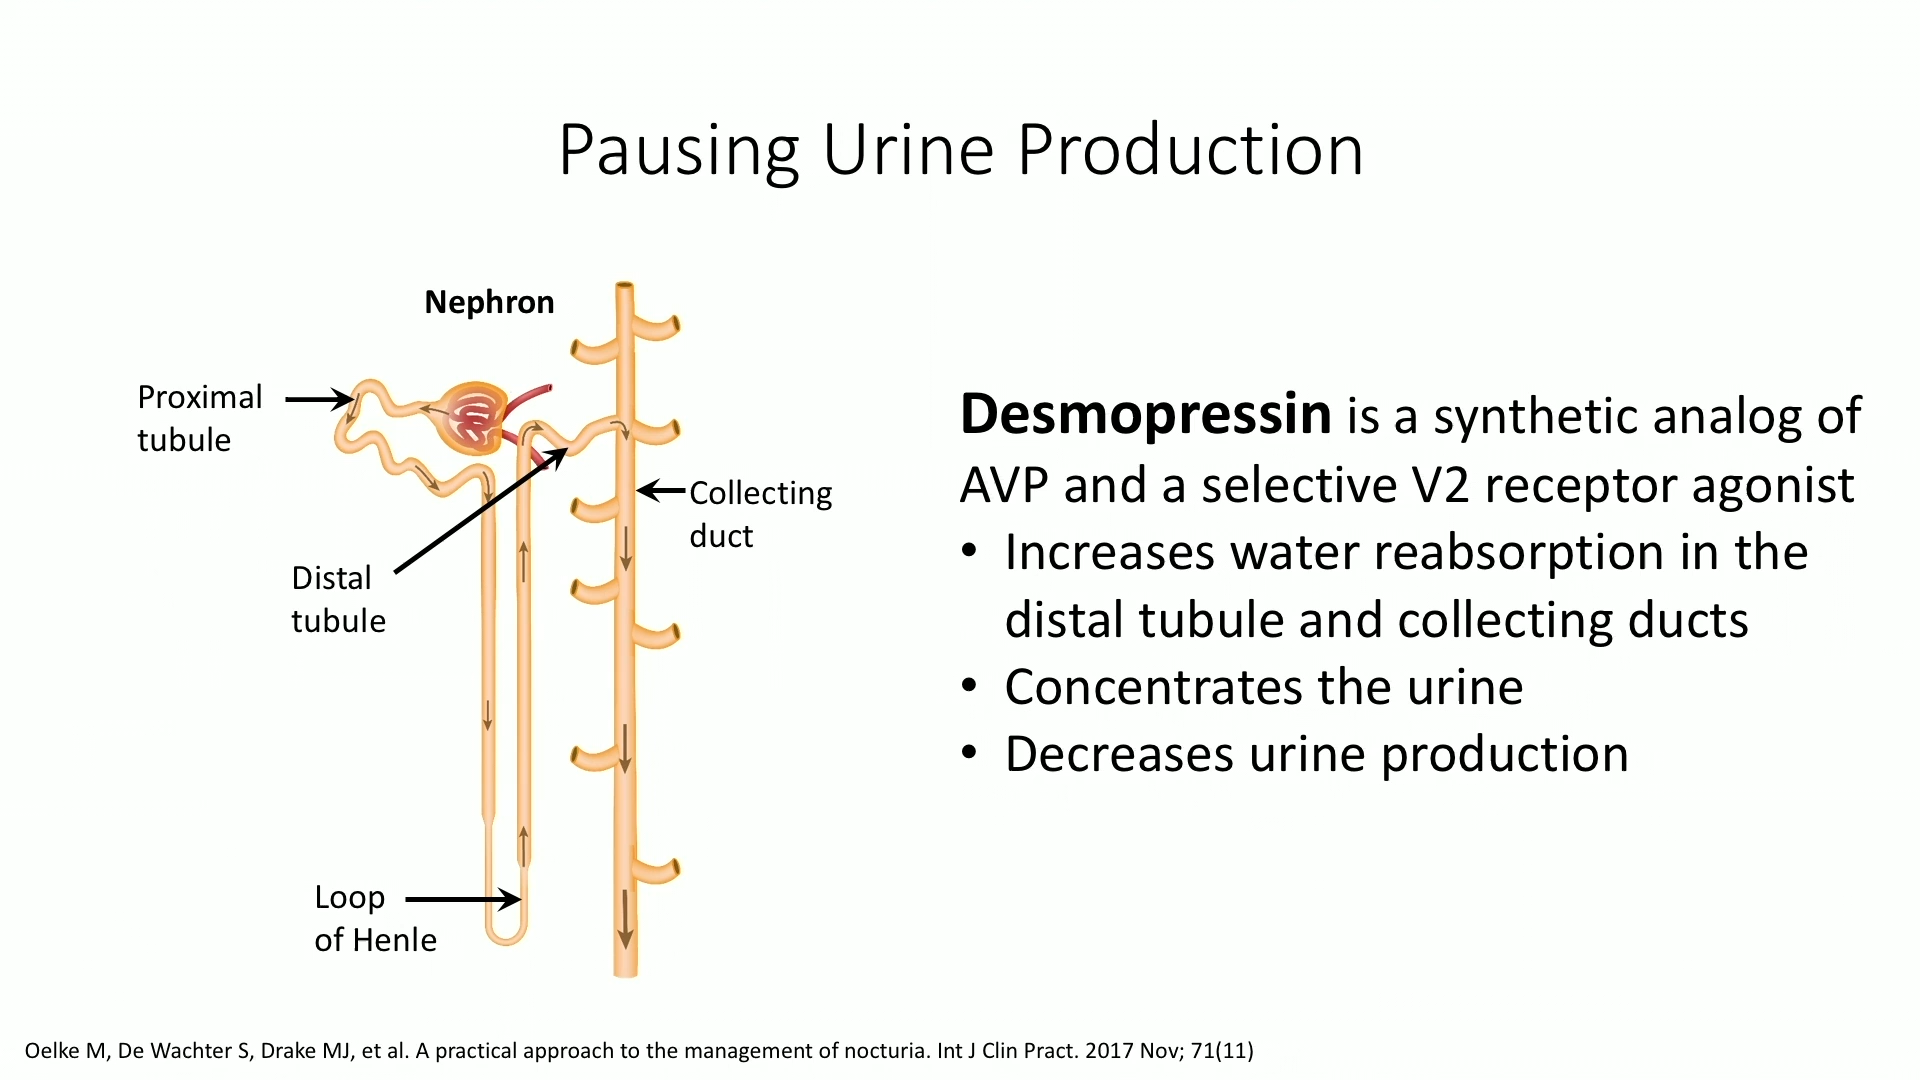 Pausing Urine Production
Nephron
Proximal
tubule
Collecting
duct
Distal
tubule
Loop
of Henle
Desmopressin is a synthetic analog of
AVP and a selective V2 receptor agonist
• Increases water reabsorption in the
distal tubule and collecting ducts
• Concentrates the urine
• Decreases urine production
Oelke M, De Wachter S, Drake MJ, et al. A practical approach to the management of nocturia. Int J Clin Pract. 2017 Nov; 71(11)